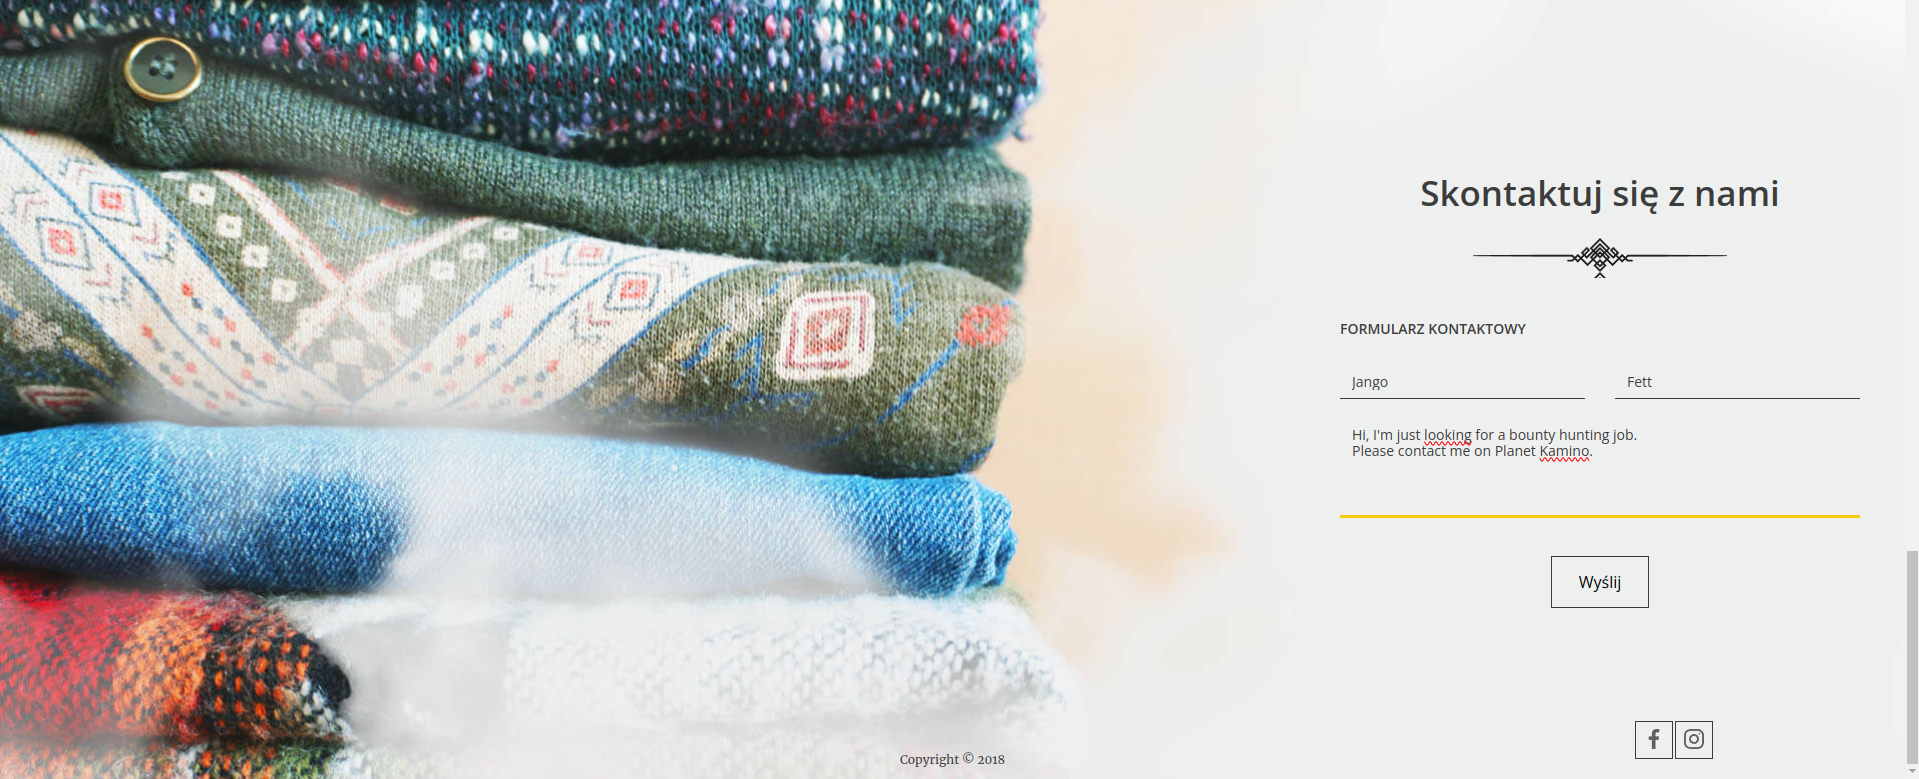 Skontaktuj się z nami
FORMULARZ KONTAKTOWY
Jango
Fett
Hi, I'm just looking for a bounty hunting job.
Please contact me on Planet Kamino.
Wyślij
Copyright © 2018